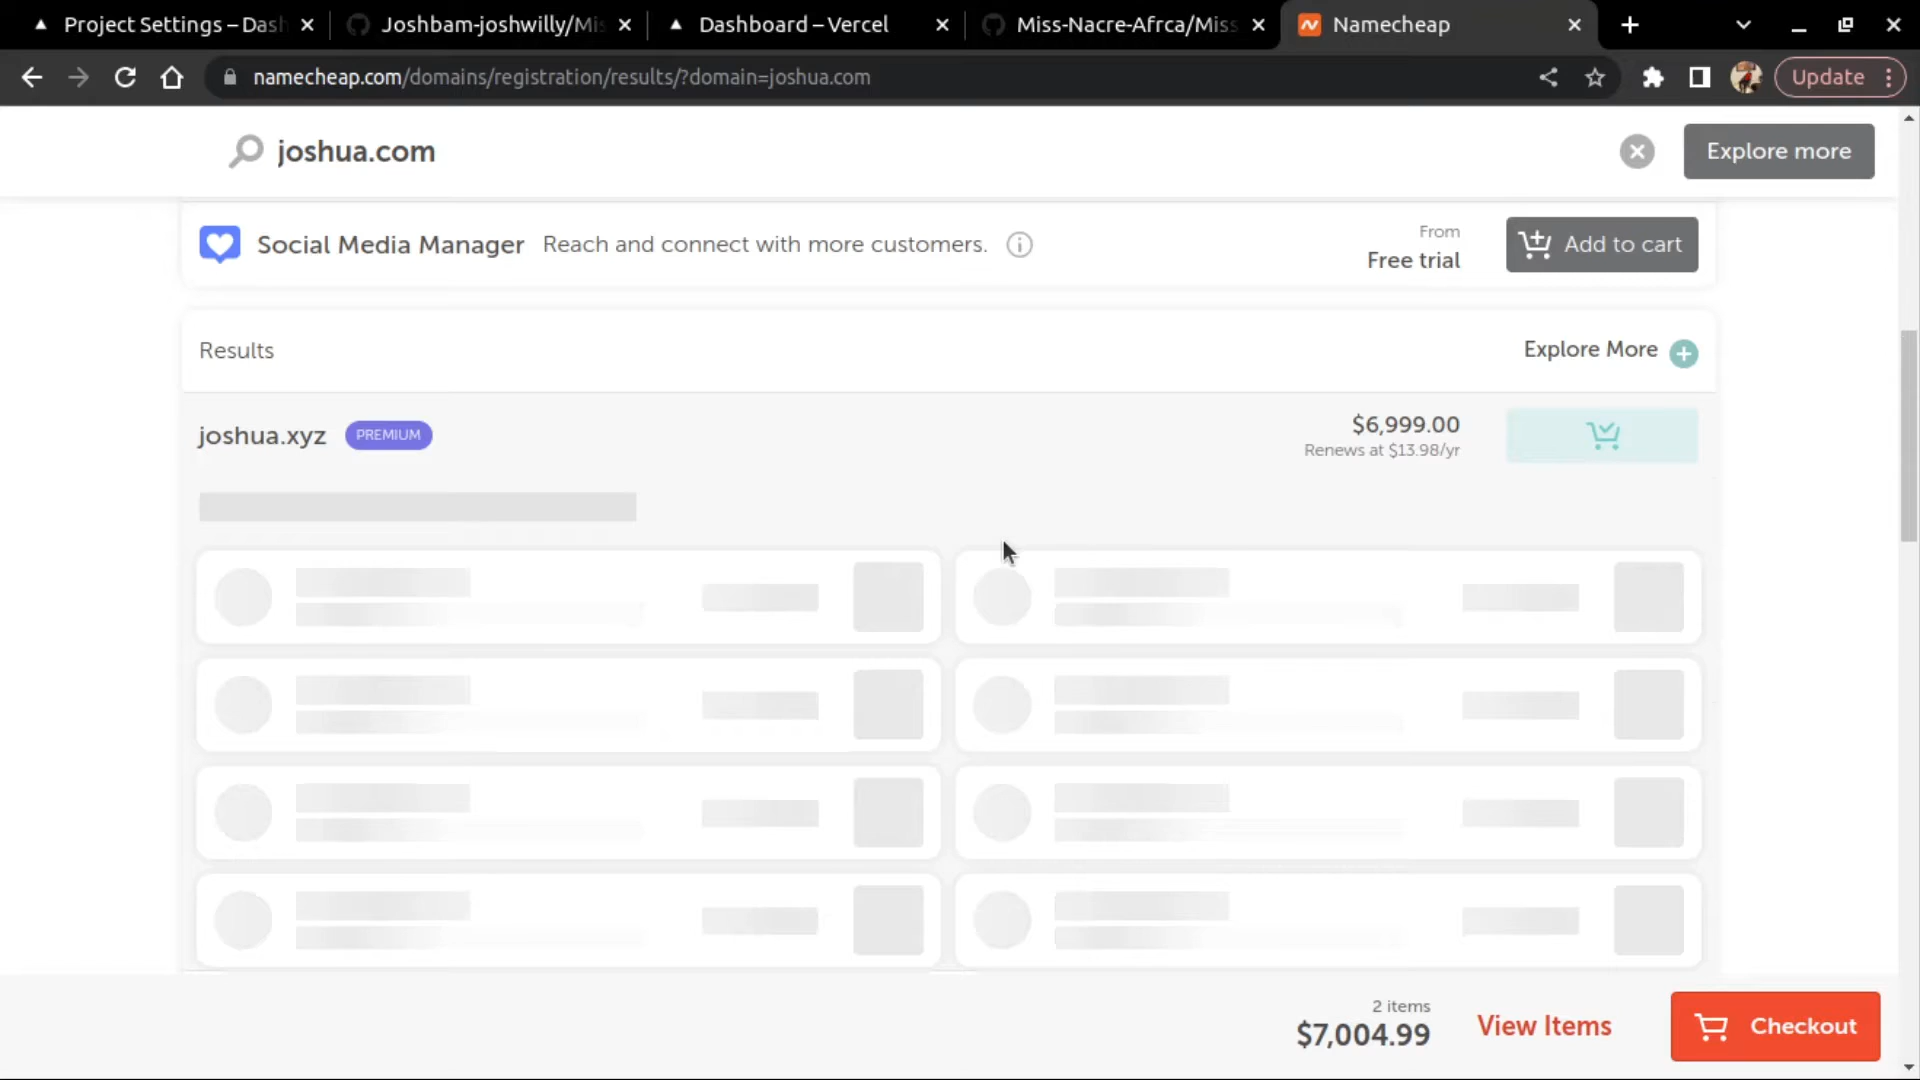 Project Settings – Dash
Joshbam-joshwilly/Mis
Dashboard – Vercel
Miss-Nacre-Afrca/Miss
Namecheap
namecheap.com/domains/registration/results/?domain=joshua.com
Update
joshua.com
Explore more
Social Media Manager
Reach and connect with more customers.
From
Free trial
Add to cart
Results
Explore More
joshua.xyz
PREMIUM
$6,999.00
Renews at $13.98/yr
2 items
$7,004.99
View Items
Checkout